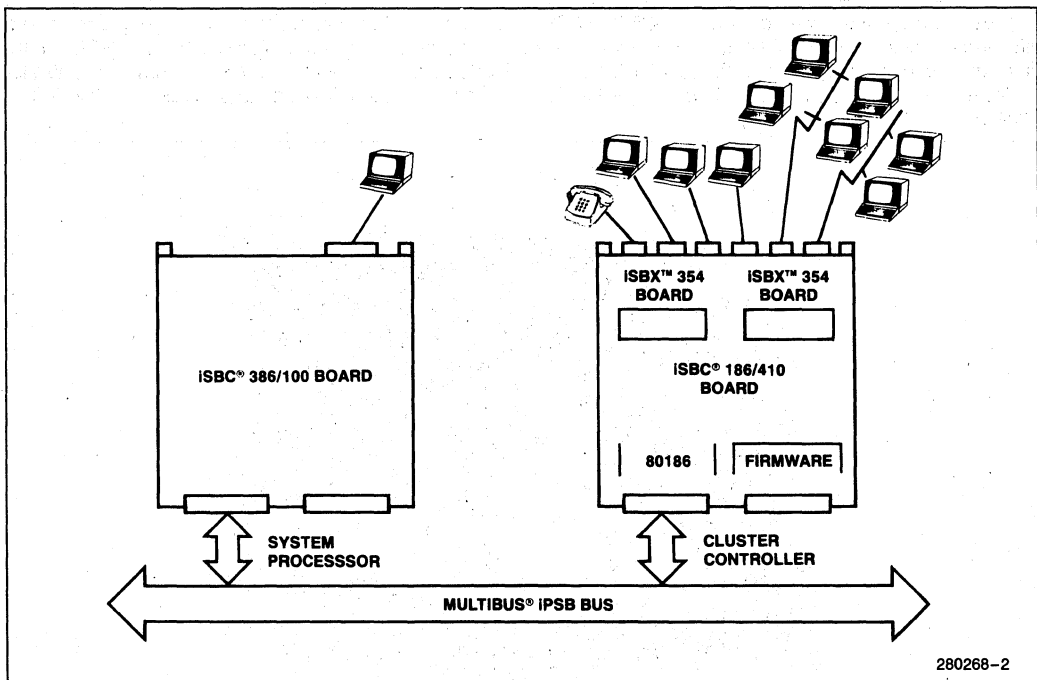 iSBX™ 354
BOARD
iSBX™ 354
BOARD
iSBC® 386/100 BOARD
iSBC® 186/410
BOARD
80186
FIRMWARE
SYSTEM
PROCESSSOR
CLUSTER
CONTROLLER
MULTIBUS® iPSB BUS
280268-2